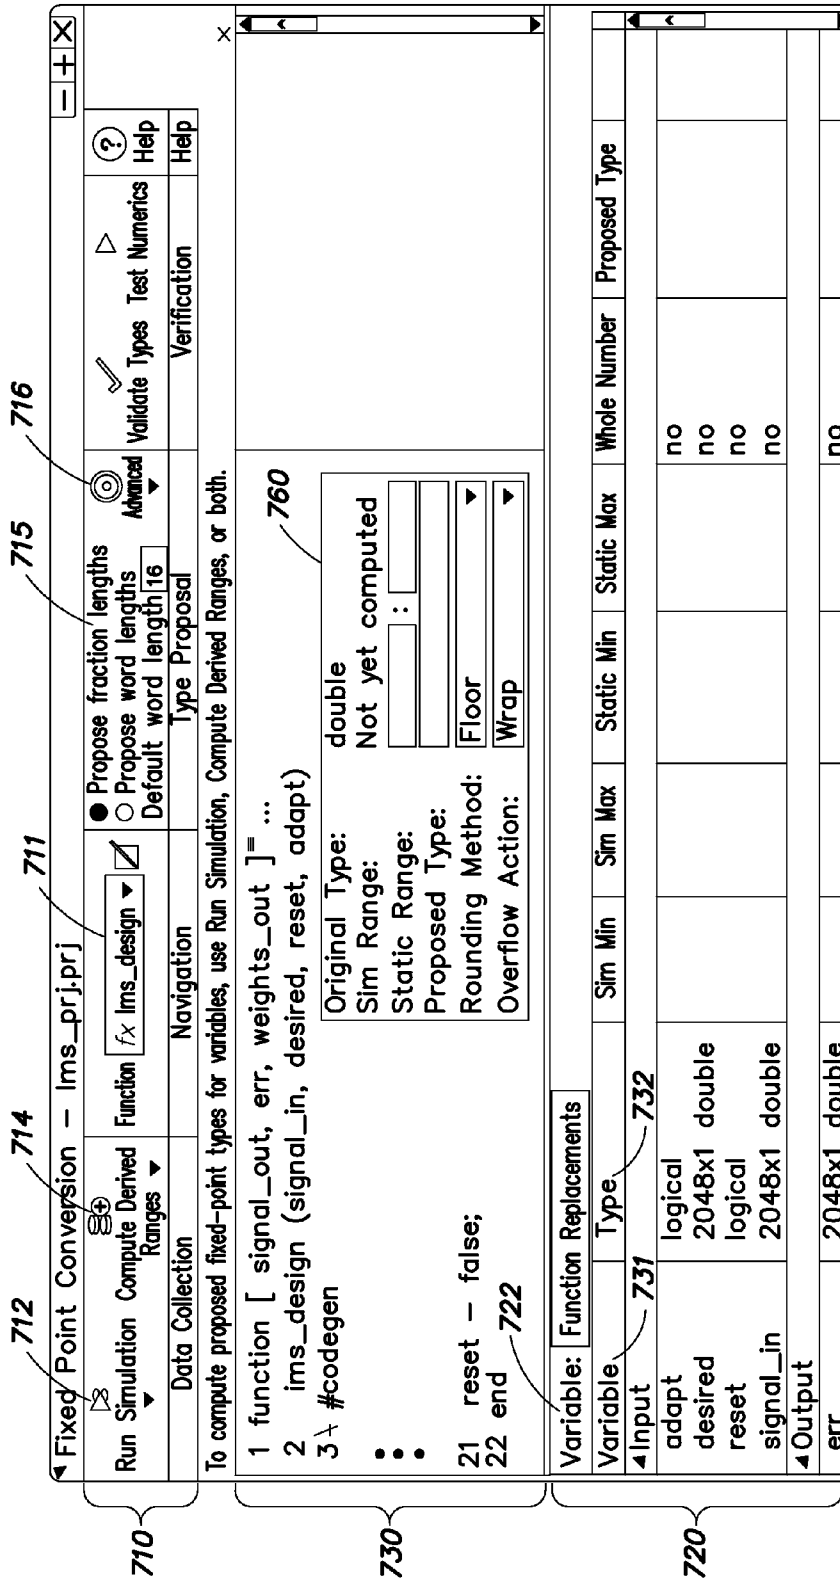 712
714
711
715
716
Fixed Point Conversion – lms_prj.prj
– + X
710
Run Simulation
Compute Derived Ranges
Function
fx lms_design
Propose fraction lengths
Propose word lengths
Default word length 16
Advanced
Validate Types
Test Numerics
?
Help
Data Collection
Navigation
Type Proposal
Verification
Help
To compute proposed fixed–point types for variables, use Run Simulation, Compute Derived Ranges, or both.
x
730
1 function [ signal_out, err, weights_out ]= ...
2 ims_design (signal_in, desired, reset, adapt)
3 \ #codegen
21 reset – false;
22 end
760
Original Type: double
Sim Range: Not yet computed
Static Range: :
Proposed Type:
Rounding Method: Floor
Overflow Action: Wrap
722
720
Variable: Function Replacements
731
732
Variable Type Sim Min Sim Max Static Min Static Max Whole Number Proposed Type
Input
adapt logical no
desired 2048x1 double no
reset logical no
signal_in 2048x1 double no
Output
err 2048x1 double no